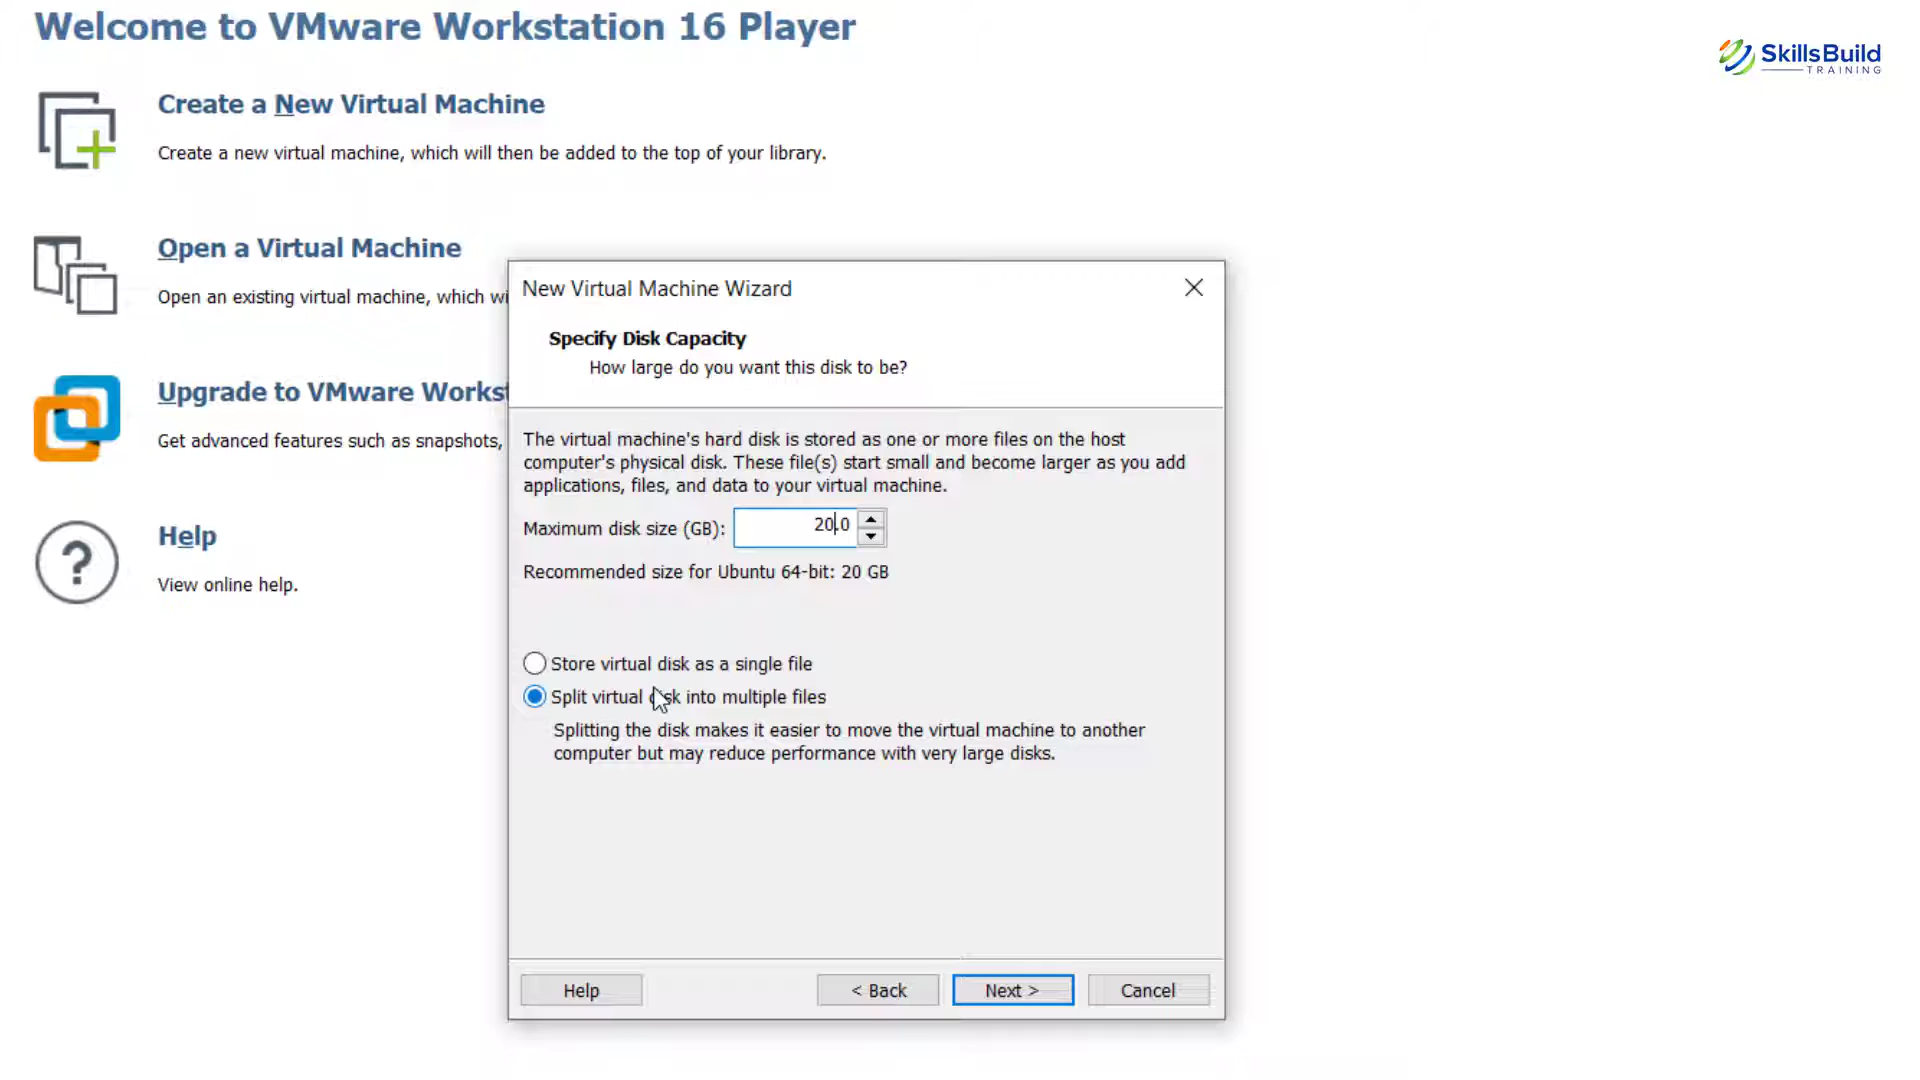 Welcome to VMware Workstation 16 Player
SkillsBuild
TRAINING
Create a New Virtual Machine
Create a new virtual machine, which will then be added to the top of your library.
Open a Virtual Machine
Open an existing virtual machine, which wi
Upgrade to VMware Workst
Get advanced features such as snapshots,
Help
View online help.
New Virtual Machine Wizard
Specify Disk Capacity
How large do you want this disk to be?
The virtual machine's hard disk is stored as one or more files on the host
computer's physical disk. These file(s) start small and become larger as you add
applications, files, and data to your virtual machine.
Maximum disk size (GB): 20.0
Recommended size for Ubuntu 64-bit: 20 GB
Store virtual disk as a single file
Split virtual disk into multiple files
Splitting the disk makes it easier to move the virtual machine to another
computer but may reduce performance with very large disks.
Help < Back Next > Cancel